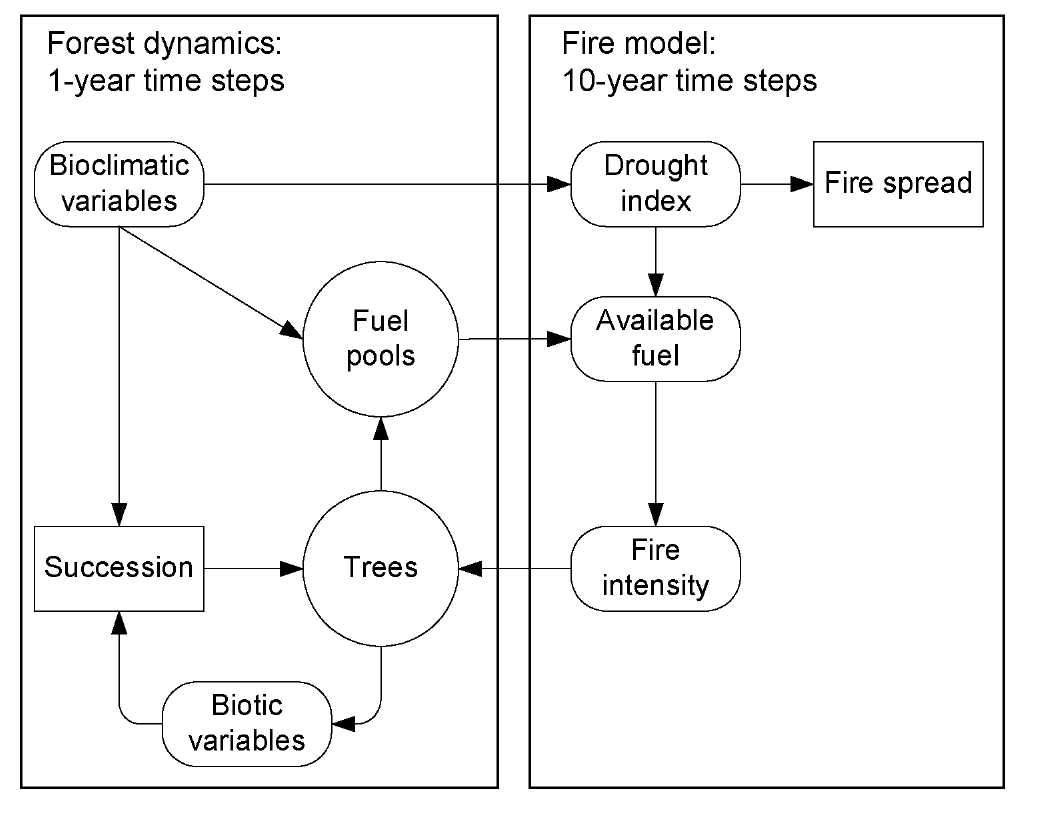 Forest dynamics:
1-year time steps
Fire model:
10-year time steps
Bioclimatic
variables
Drought
index
Fire spread
Fuel
pools
Available
fuel
Succession
Trees
Fire
intensity
Biotic
variables